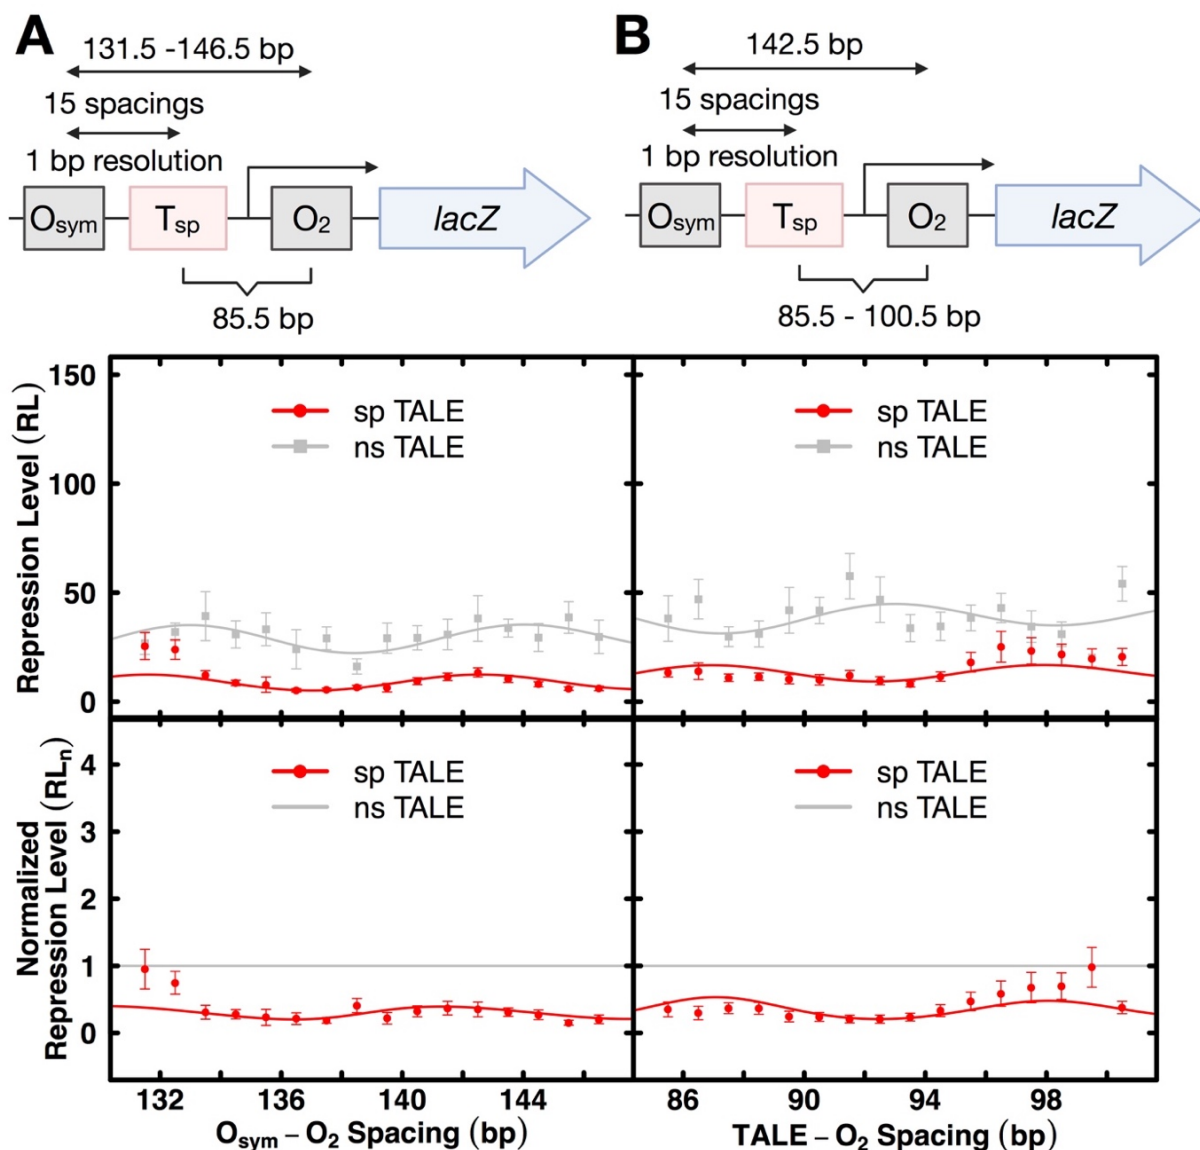 A
131.5 -146.5 bp
15 spacings
1 bp resolution
Osym
Tsp
O2
lacZ
85.5 bp
B
142.5 bp
15 spacings
1 bp resolution
Osym
Tsp
O2
lacZ
85.5 - 100.5 bp
Repression Level (RL)
150
100
50
0
sp TALE
ns TALE
sp TALE
ns TALE
Normalized
Repression Level (RLn)
4
3
2
1
0
sp TALE
ns TALE
sp TALE
ns TALE
132 136 140 144
86 90 94 98
Osym – O2 Spacing (bp)
TALE – O2 Spacing (bp)